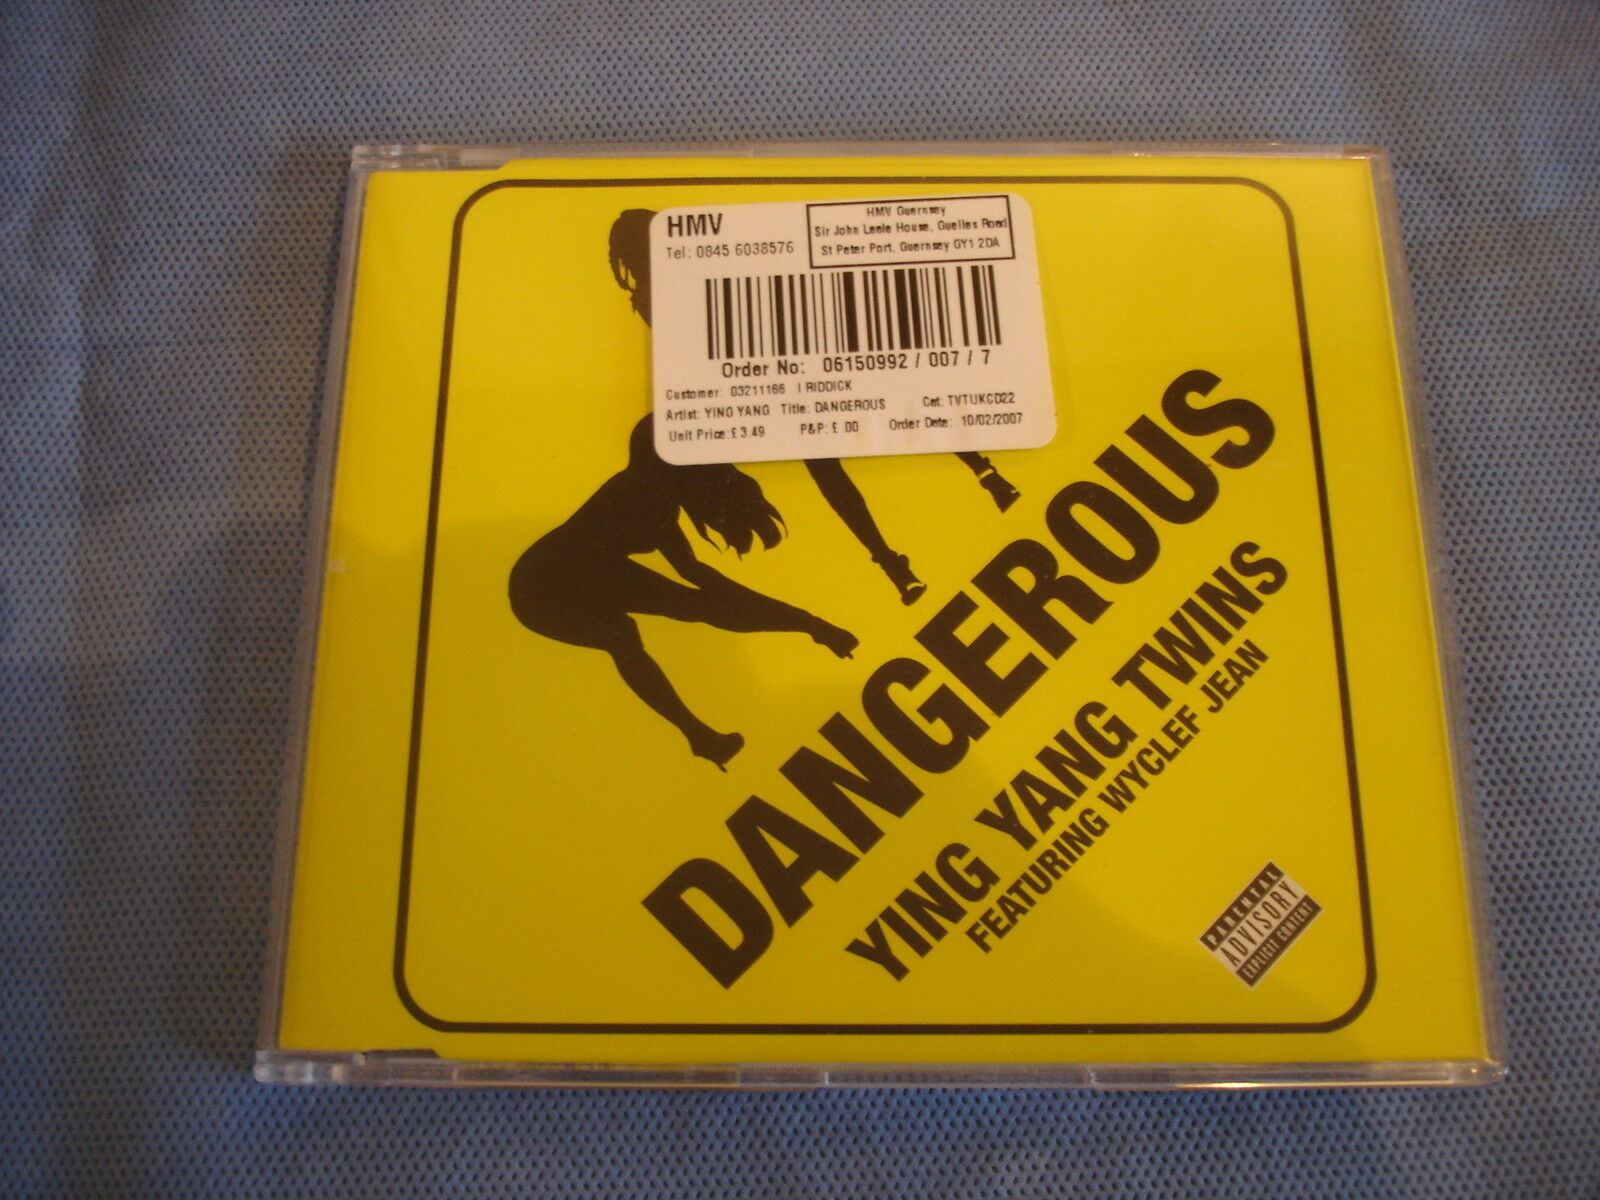 HMV
Tel: 0845 6038576
HMV Guernsey
Sir John Leale House, Guelles Road
St Peter Port, Guernsey GY1 2DA
Order No: 06150992 / 007 / 7
Customer: 03211166 I RIDDICK
Artist: YING YANG Title: DANGEROUS Cat: TVTUKCD22
Unit Price: £ 3.49 P&P: £ .00 Order Date: 10/02/2007
DANGEROUS
YING YANG TWINS
FEATURING WYCLEF JEAN
PARENTAL
ADVISORY
EXPLICIT CONTENT